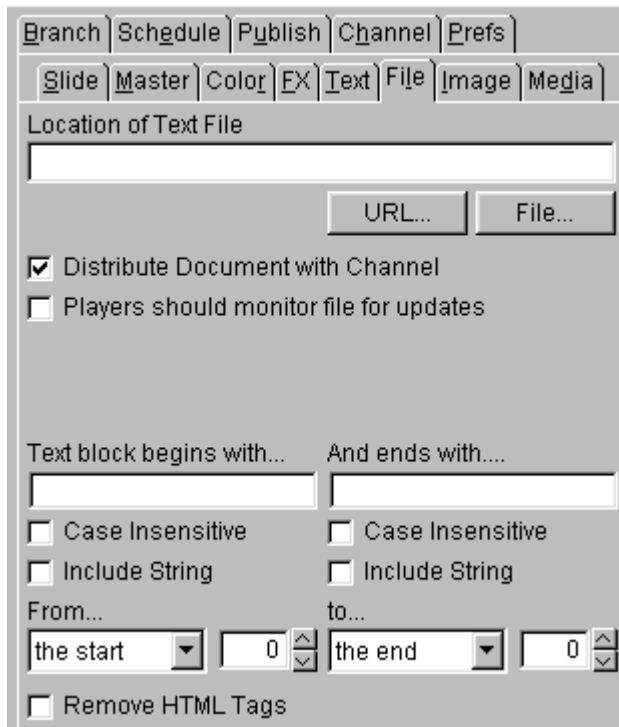 Branch Schedule Publish Channel Prefs
Slide Master Color FX Text File Image Media
Location of Text File
URL... File...
Distribute Document with Channel
Players should monitor file for updates
Text block begins with... And ends with....
Case Insensitive Case Insensitive
Include String Include String
From... to...
the start 0 the end 0
Remove HTML Tags